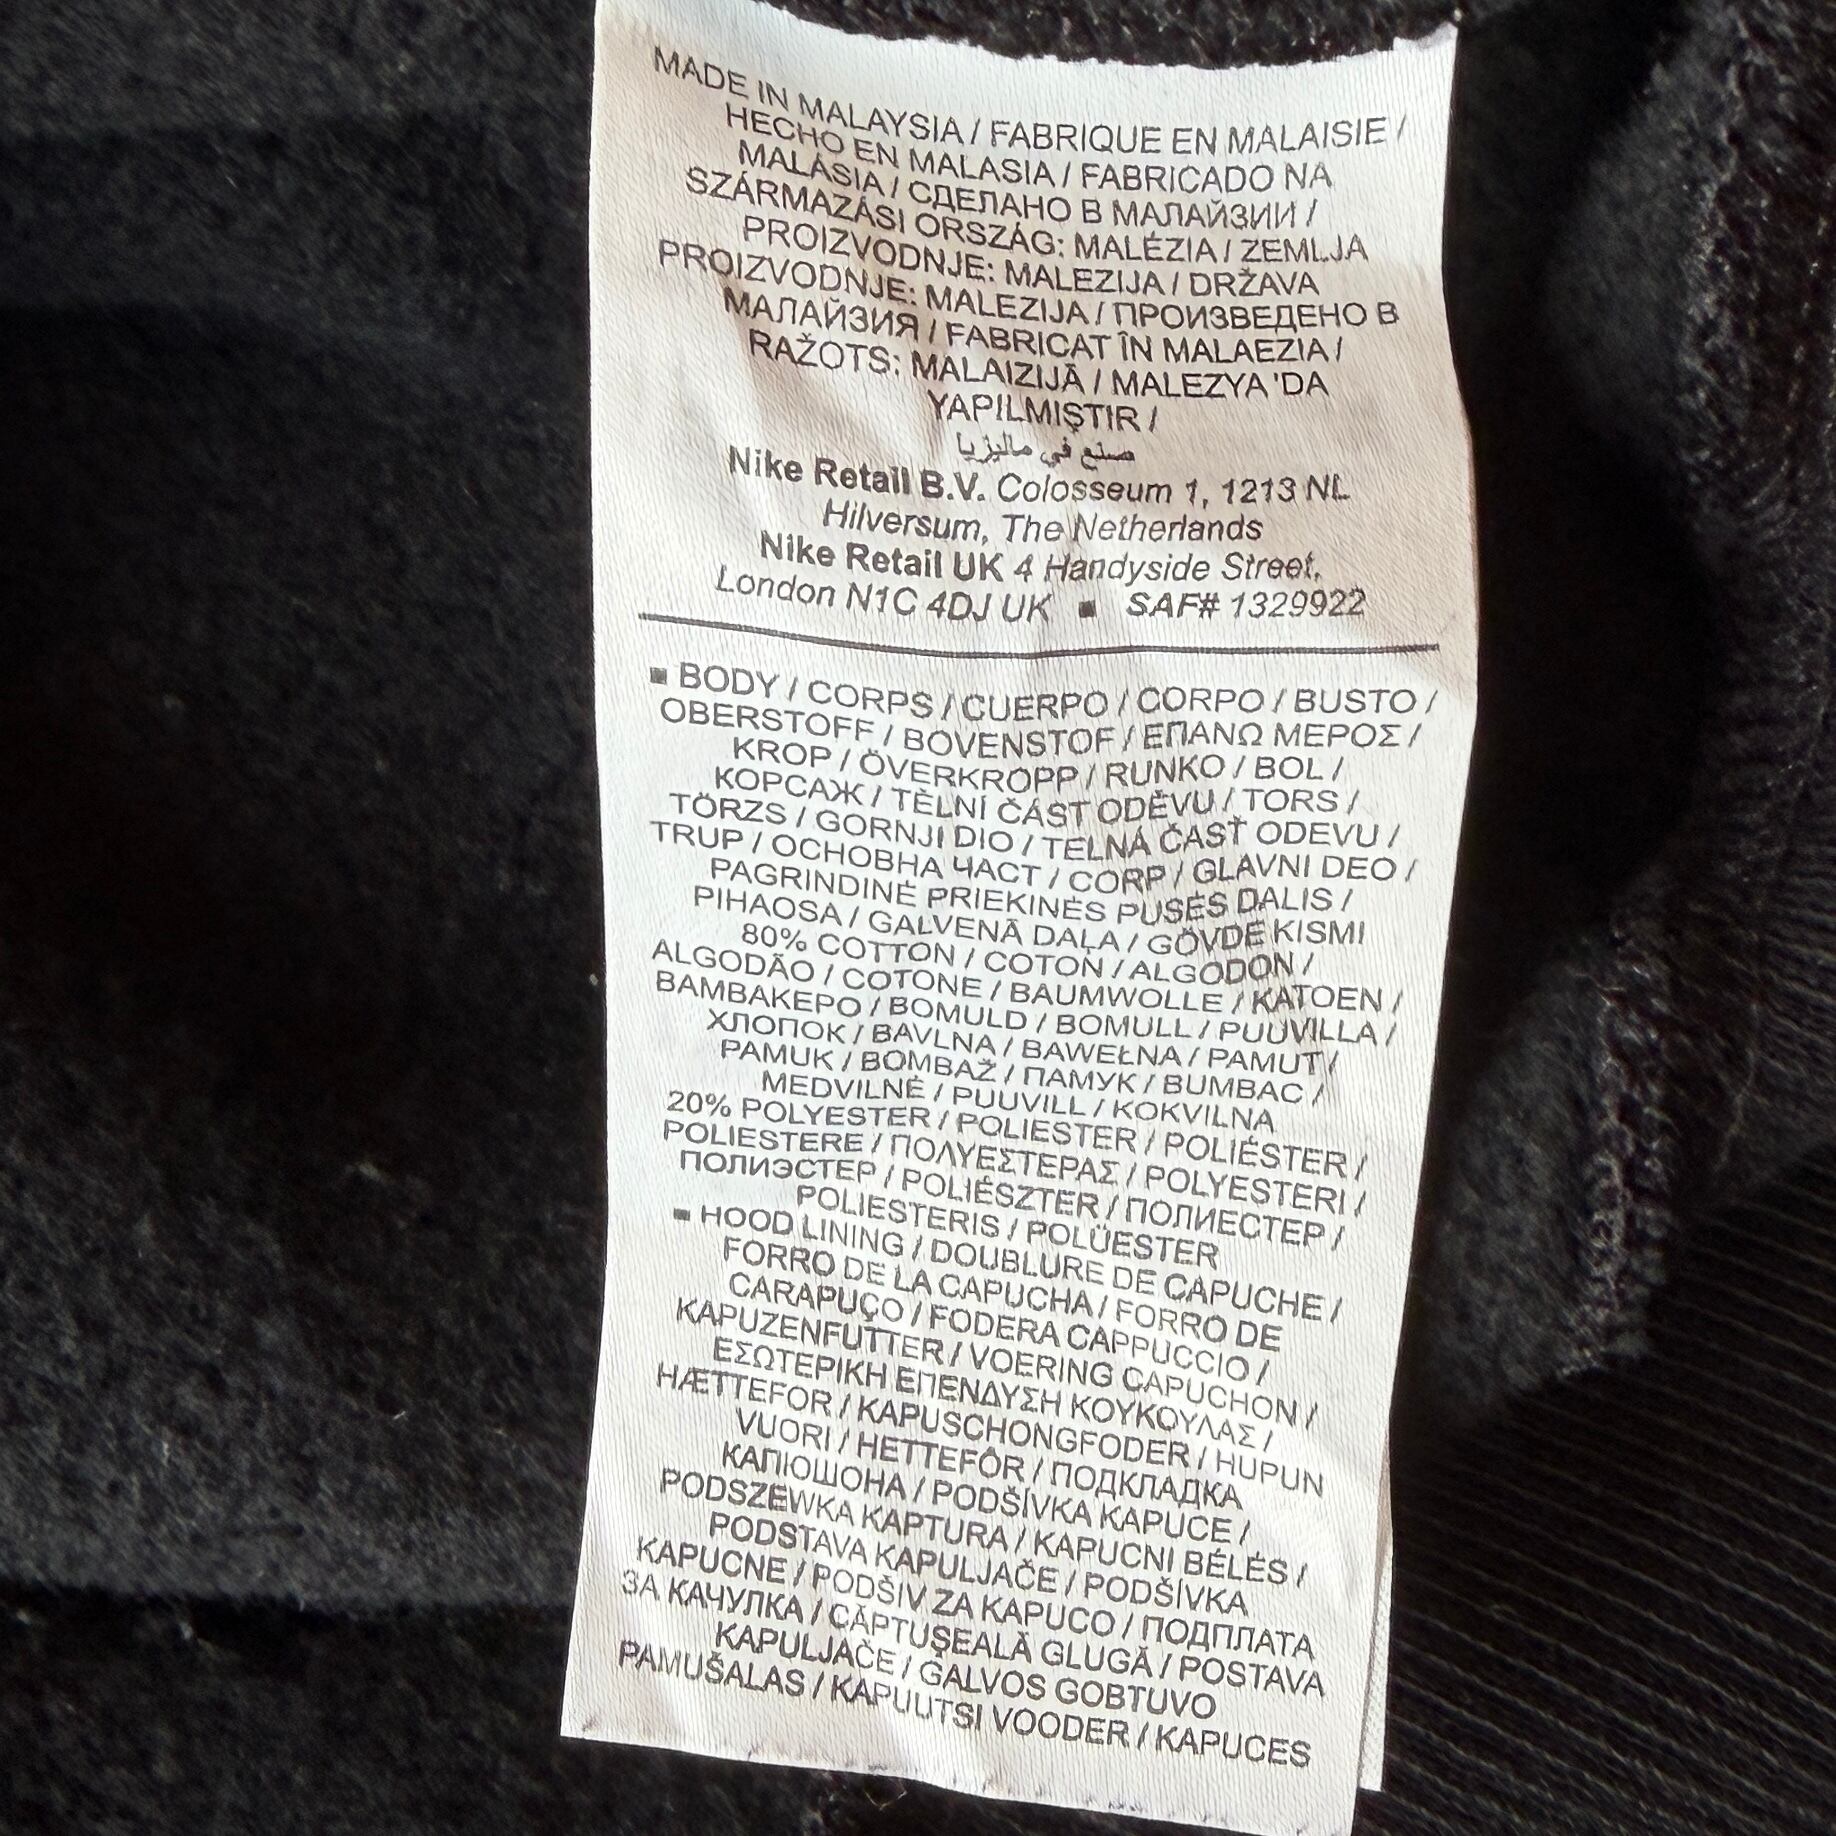 MADE IN MALAYSIA / FABRIQUE EN MALAISIE /
HECHO EN MALASIA / FABRICADO NA
MALÁSIA / СДЕЛАНО В МАЛАЙЗИИ /
SZÁRMAZÁSI ORSZÁG: MALÉZIA / ZEMLJA
PROIZVODNJE: MALEZIJA / DRŽAVA
PROIZVODNJE: MALEZIJA / ПРОИЗВЕДЕНО В
МАЛАЙЗИЯ / FABRICAT ÎN MALAEZIA /
RAŽOTS: MALAIZIJĀ / MALEZYA 'DA
YAPILMIŞTIR /
صنع في ماليزيا
Nike Retail B.V. Colosseum 1, 1213 NL
Hilversum, The Netherlands
Nike Retail UK 4 Handyside Street,
London N1C 4DJ UK ▪ SAF# 1329922
▪ BODY / CORPS / CUERPO / CORPO / BUSTO /
OBERSTOFF / BOVENSTOF / ΕΠΑΝΩ ΜΕΡΟΣ /
KROP / ÖVERKROPP / RUNKO / BOL /
КОРСАЖ / TĚLNÍ ČÁST ODĚVU / TORS /
TÖRZS / GORNJI DIO / TELNÁ ČASŤ ODEVU /
TRUP / ОСНОВНА ЧАСТ / CORP / GLAVNI DEO /
PAGRINDINĖ PRIEKINĖS PUSĖS DALIS /
PIHAOSA / GALVENĀ DAĻA / GÖVDE KISMI
80% COTTON / COTON / ALGODON /
ALGODÃO / COTONE / BAUMWOLLE / KATOEN /
ΒΑΜΒΑΚΕΡΟ / BOMULD / BOMULL / PUUVILLA /
ХЛОПОК / BAVLNA / BAWEŁNA / PAMUT /
PAMUK / BOMBAŽ / ПАМУК / BUMBAC /
MEDVILNĖ / PUUVILL / KOKVILNA
20% POLYESTER / POLIESTER / POLIÉSTER /
POLIESTERE / ΠΟΛΥΕΣΤΕΡΑΣ / POLYESTERI /
ПОЛИЭСТЕР / POLIÉSZTER / ПОЛИЕСТЕР /
POLIESTERIS / POLÜESTER
▪ HOOD LINING / DOUBLURE DE CAPUCHE /
FORRO DE LA CAPUCHA / FORRO DE
CARAPUÇO / FODERA CAPPUCCIO /
KAPUZENFUTTER / VOERING CAPUCHON /
ΕΣΩΤΕΡΙΚΗ ΕΠΕΝΔΥΣΗ ΚΟΥΚΟΥΛΑΣ /
HÆTTEFOR / KAPUSCHONGFODER / HUPUN
VUORI / HETTEFÔR / ПОДКЛАДКА
КАПЮШОНА / PODŠÍVKA KAPUCE /
PODSZEWKA KAPTURA / KAPUCNI BÉLÉS /
PODSTAVA KAPULJAČE / PODŠÍVKA
KAPUCNE / PODŠIV ZA KAPUCO / ПОДПЛАТА
ЗА КАЧУЛКА / CĂPTUŞEALĂ GLUGĂ / POSTAVA
KAPULJAČE / GALVOS GOBTUVO
PAMUŠALAS / KAPUUTSI VOODER / KAPUCES